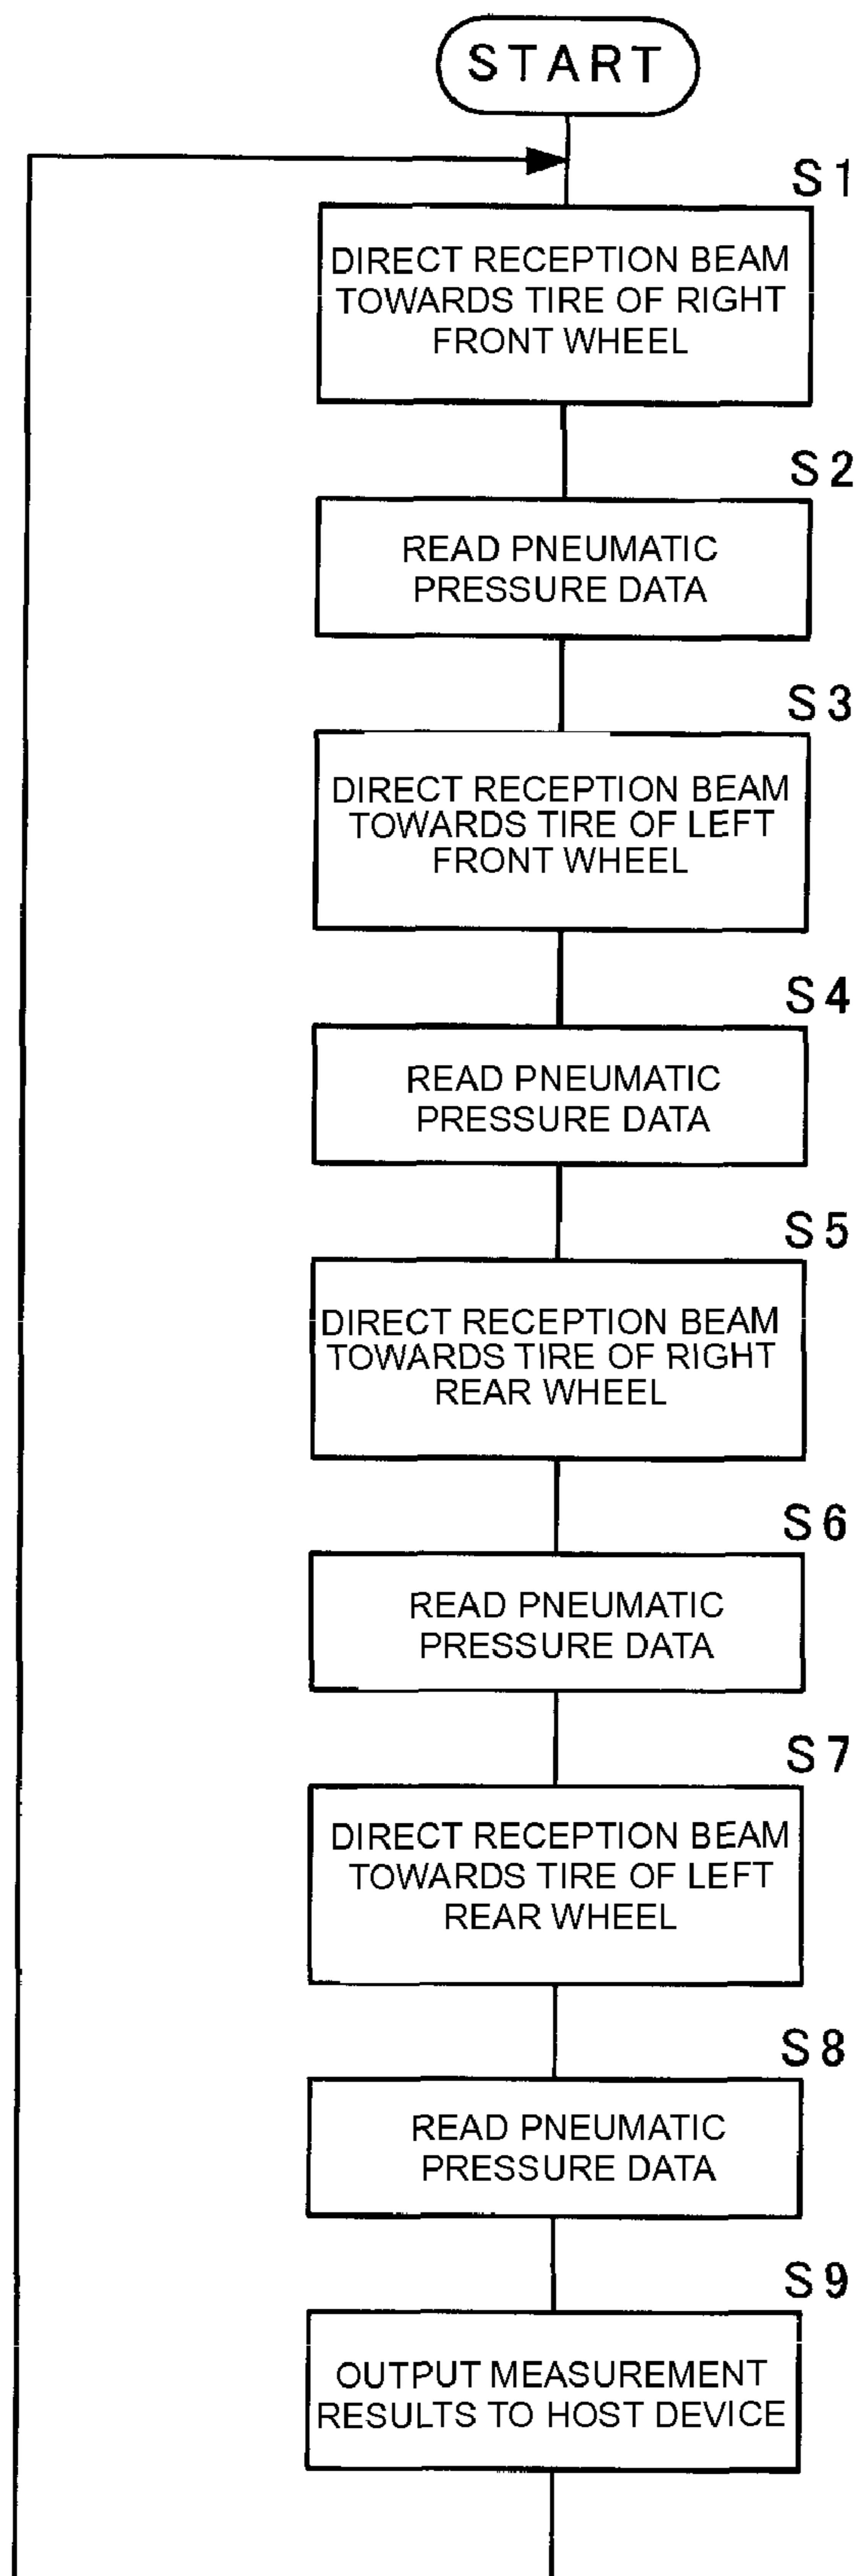 START
S1
DIRECT RECEPTION BEAM
TOWARDS TIRE OF RIGHT
FRONT WHEEL
S2
READ PNEUMATIC
PRESSURE DATA
S3
DIRECT RECEPTION BEAM
TOWARDS TIRE OF LEFT
FRONT WHEEL
S4
READ PNEUMATIC
PRESSURE DATA
S5
DIRECT RECEPTION BEAM
TOWARDS TIRE OF RIGHT
REAR WHEEL
S6
READ PNEUMATIC
PRESSURE DATA
S7
DIRECT RECEPTION BEAM
TOWARDS TIRE OF LEFT
REAR WHEEL
S8
READ PNEUMATIC
PRESSURE DATA
S9
OUTPUT MEASUREMENT
RESULTS TO HOST DEVICE